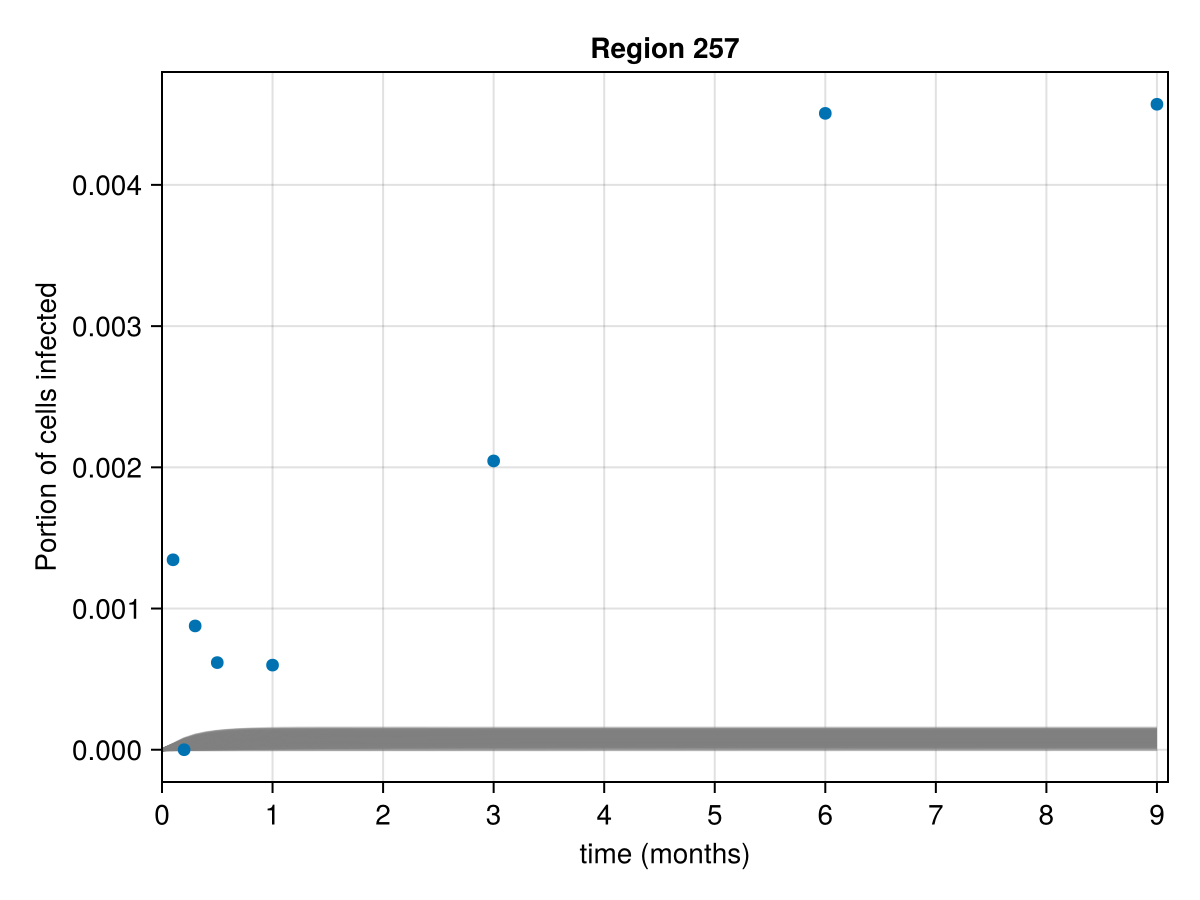 Region 257
Portion of cells infected
0.004
0.003
0.002
0.001
0.000
0 1 2 3 4 5 6 7 8 9
time (months)